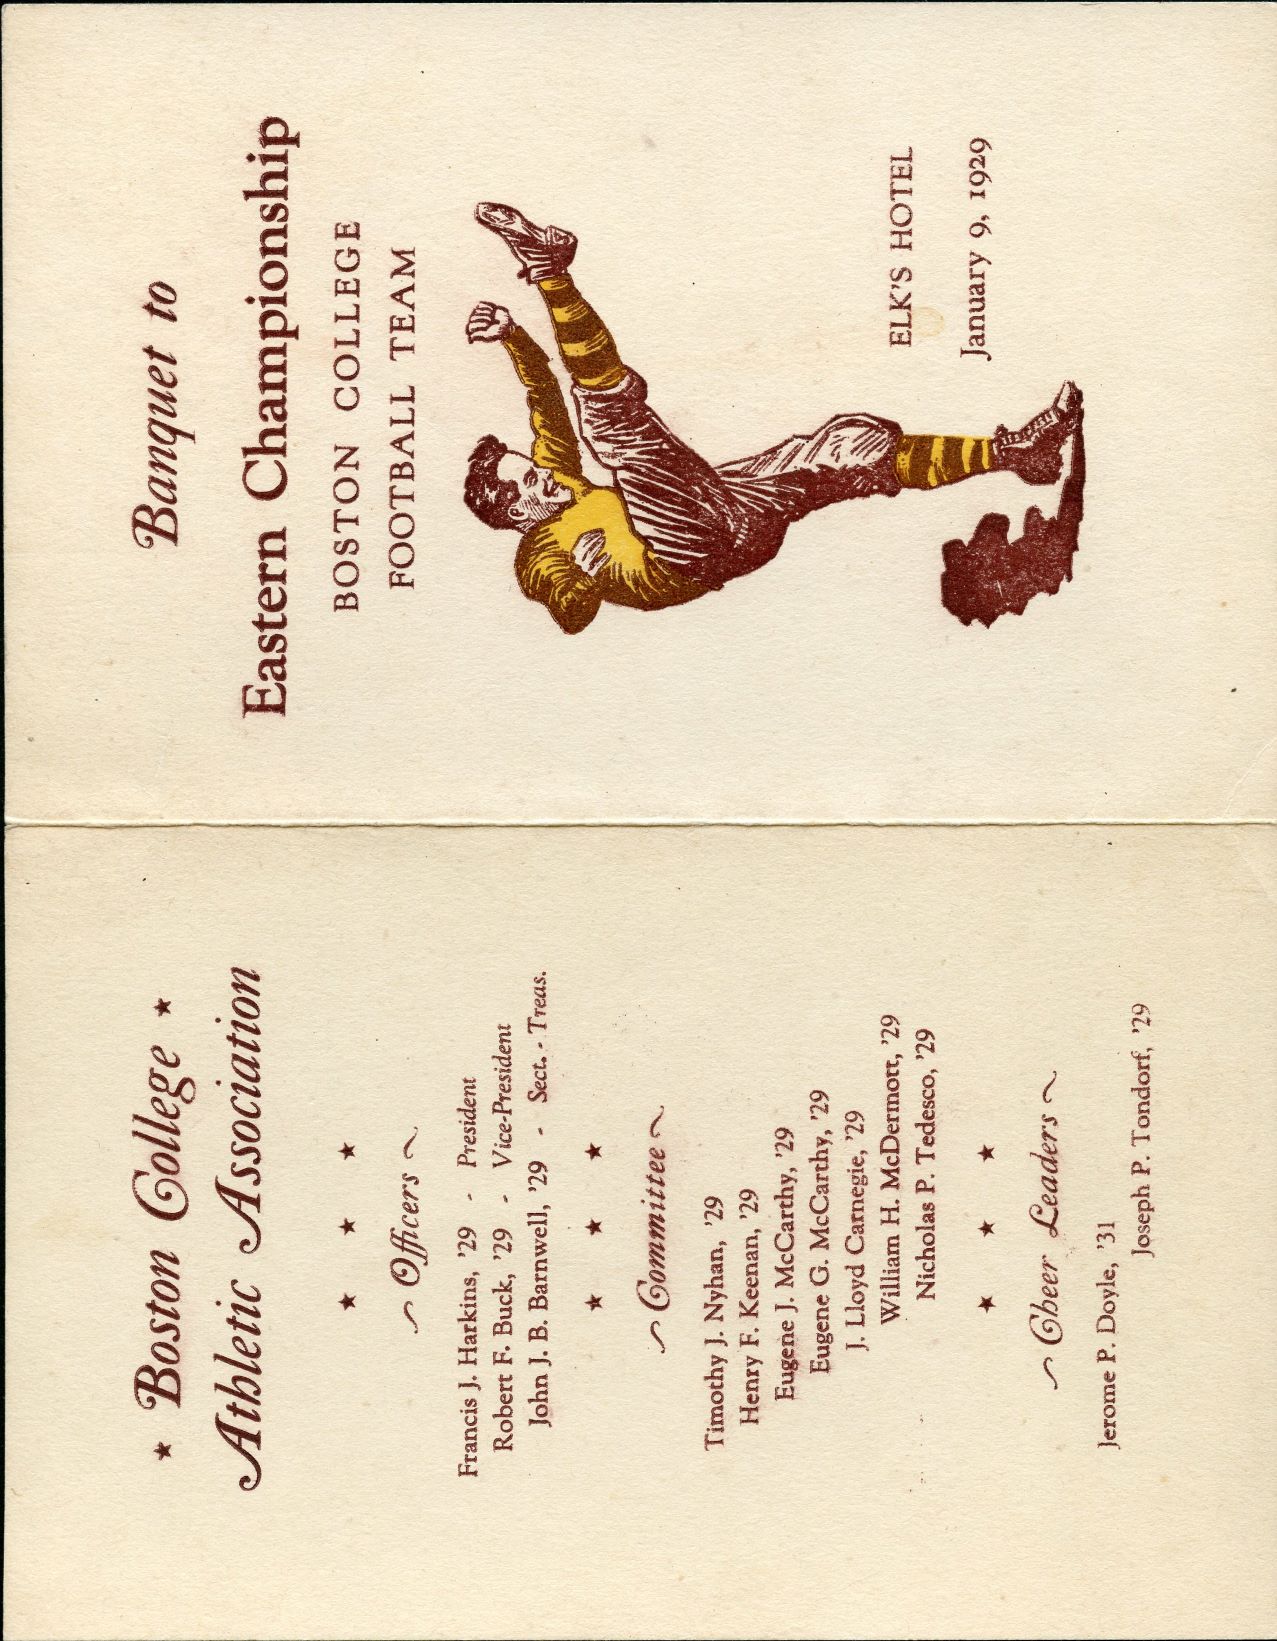 ★ Boston College ★
Athletic Association
★ ★ ★
Officers
Francis J. Harkins, '29 - President
Robert F. Buck, '29 - Vice-President
John J. B. Barnwell, '29 - Sect. - Treas.
★ ★ ★
Committee
Timothy J. Nyhan, '29
Henry F. Keenan, '29
Eugene J. McCarthy, '29
Eugene G. McCarthy, '29
J. Lloyd Carnegie, '29
William H. McDermott, '29
Nicholas P. Tedesco, '29
★ ★ ★
Cheer Leaders
Jerome P. Doyle, '31
Joseph P. Tondorf, '29
Banquet to
Eastern Championship
BOSTON COLLEGE
FOOTBALL TEAM
ELK'S HOTEL
January 9, 1929